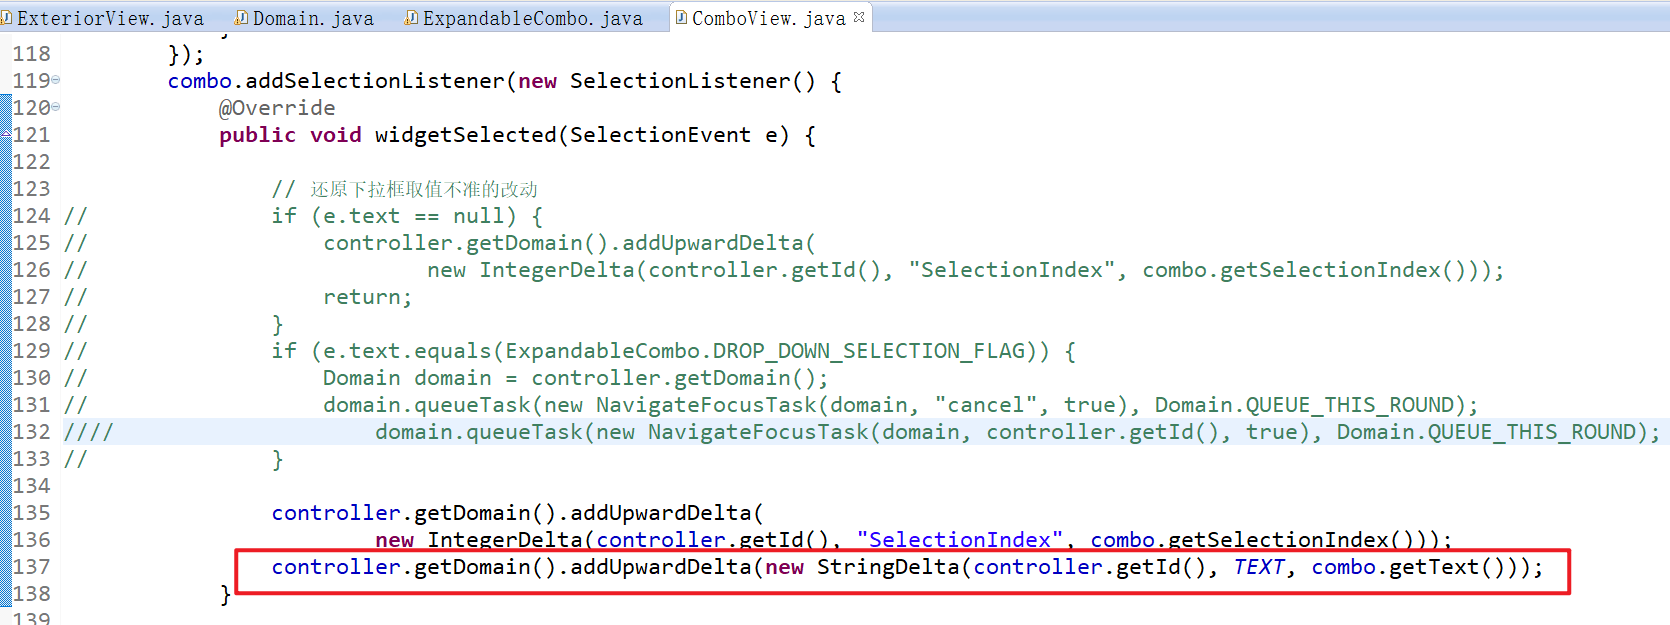 ExteriorView.java Domain.java ExpandableCombo.java ComboView.java
118 });
119 combo.addSelectionListener(new SelectionListener() {
120 @Override
121 public void widgetSelected(SelectionEvent e) {
122
123 // 还原下拉框取值不准的改动
124 // if (e.text == null) {
125 // controller.getDomain().addUpwardDelta(
126 // new IntegerDelta(controller.getId(), "SelectionIndex", combo.getSelectionIndex()));
127 // return;
128 // }
129 // if (e.text.equals(ExpandableCombo.DROP_DOWN_SELECTION_FLAG)) {
130 // Domain domain = controller.getDomain();
131 // domain.queueTask(new NavigateFocusTask(domain, "cancel", true), Domain.QUEUE_THIS_ROUND);
132 //// domain.queueTask(new NavigateFocusTask(domain, controller.getId(), true), Domain.QUEUE_THIS_ROUND);
133 // }
134
135 controller.getDomain().addUpwardDelta(
136 new IntegerDelta(controller.getId(), "SelectionIndex", combo.getSelectionIndex()));
137 controller.getDomain().addUpwardDelta(new StringDelta(controller.getId(), TEXT, combo.getText()));
138 }
139